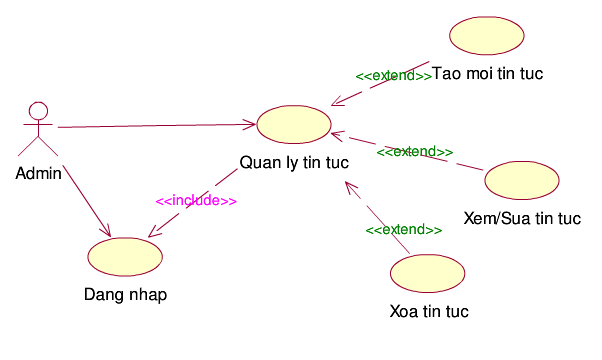 <<extend>>
Tao moi tin tuc
Admin
Quan ly tin tuc
<<extend>>
<<include>>
Xem/Sua tin tuc
<<extend>>
Dang nhap
Xoa tin tuc